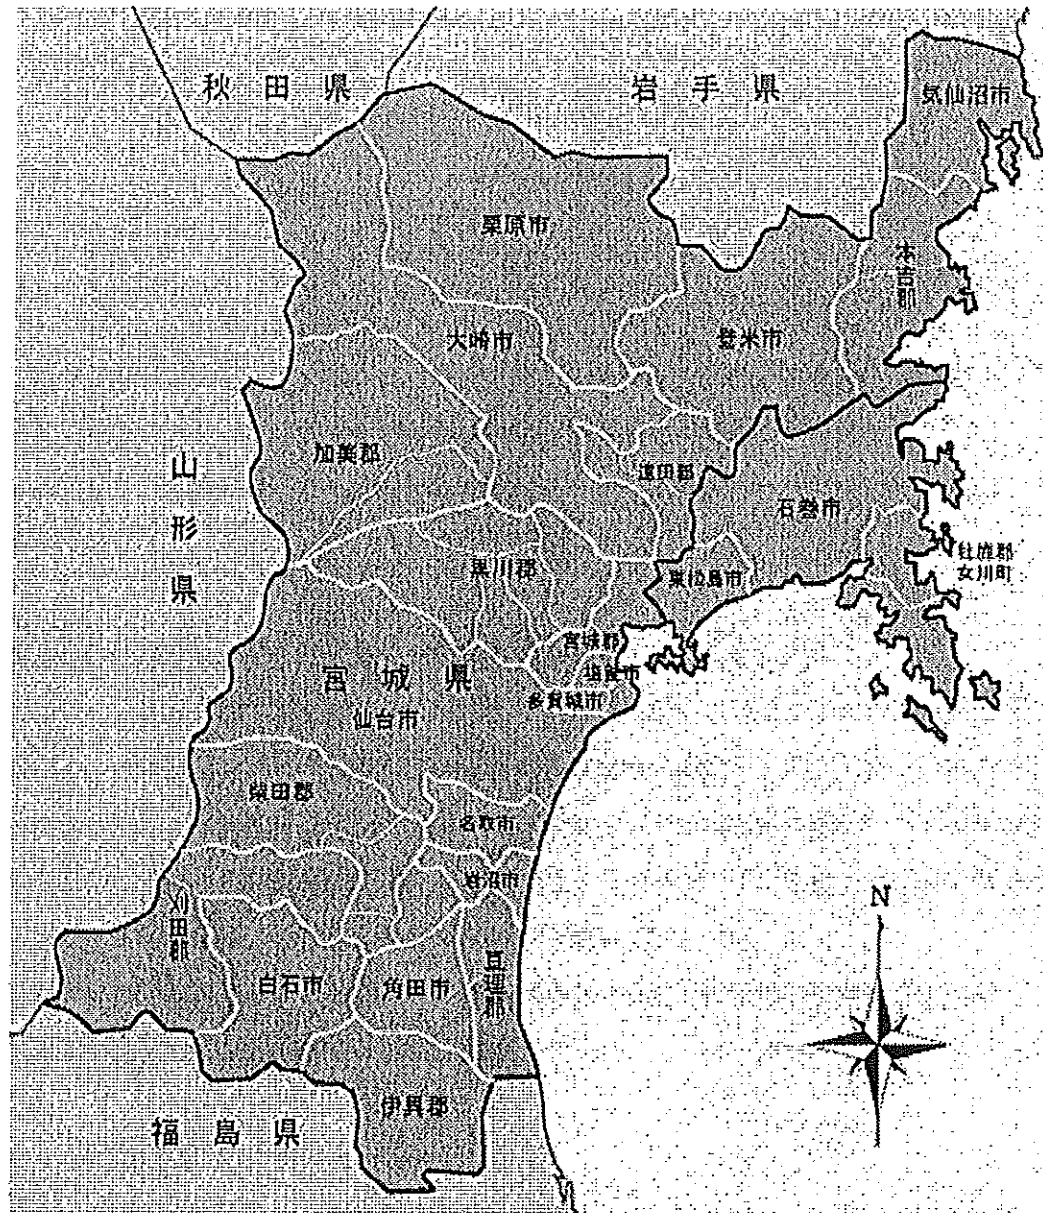 秋田県
岩手県
気仙沼市
栗原市
本吉郡
大崎市
登米市
加美郡
遠田郡
山形県
石巻市
黒川郡
東松島市
牡鹿郡
女川町
宮城郡
宮城県
塩釜市
多賀城市
仙台市
柴田郡
名取市
岩沼市
刈田郡
N
亘理郡
白石市
角田市
伊具郡
福島県